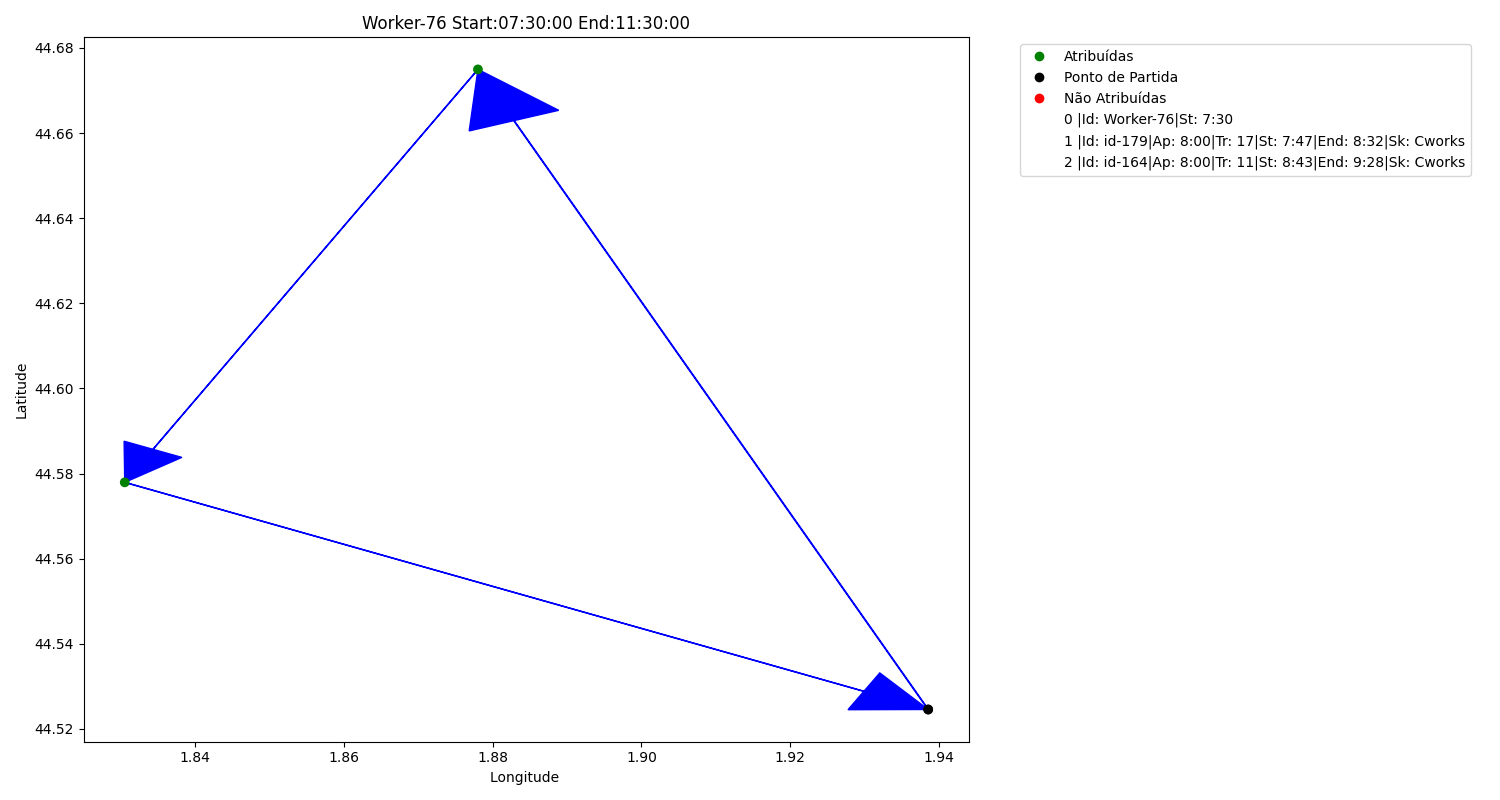 Worker-76 Start:07:30:00 End:11:30:00
44.68
44.66
44.64
44.62
44.60
44.58
44.56
44.54
44.52
Latitude
1.84
1.86
1.88
1.90
1.92
1.94
Longitude
Atribuídas
Ponto de Partida
Não Atribuídas
0 |Id: Worker-76|St: 7:30
1 |Id: id-179|Ap: 8:00|Tr: 17|St: 7:47|End: 8:32|Sk: Cworks
2 |Id: id-164|Ap: 8:00|Tr: 11|St: 8:43|End: 9:28|Sk: Cworks